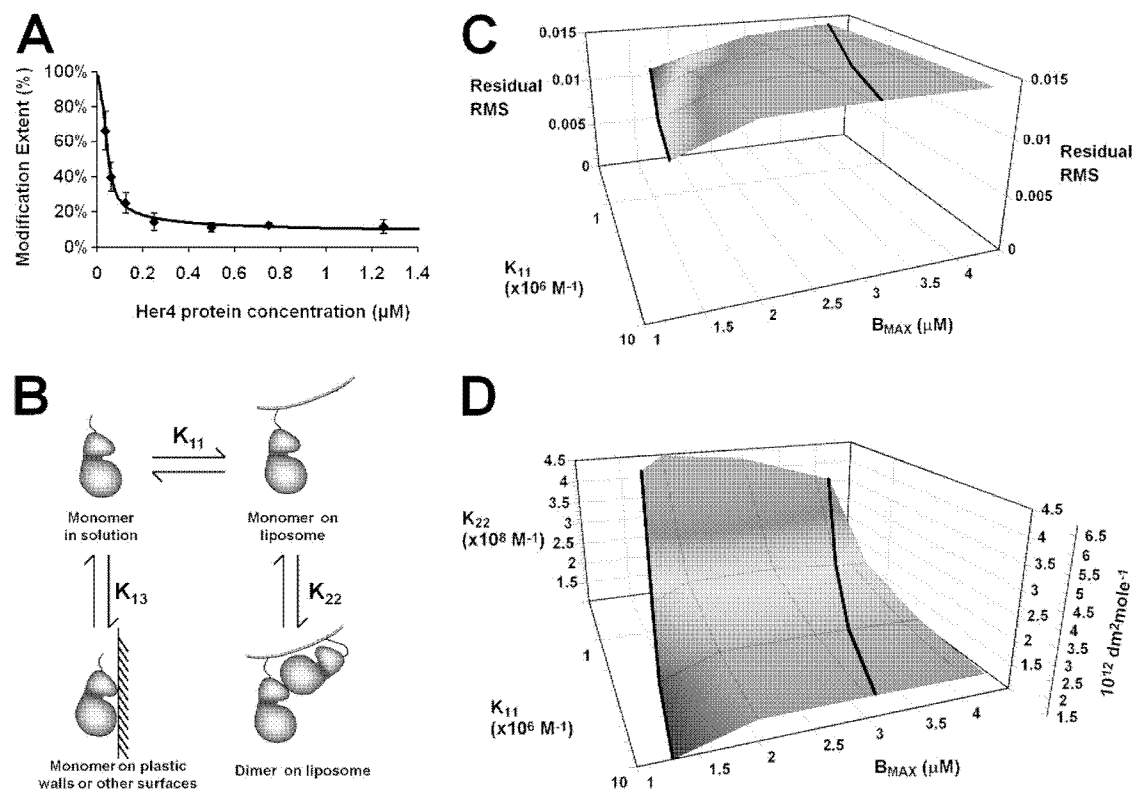 A
100%
80%
60%
40%
20%
0%
Modification Extent (%)
0 0.2 0.4 0.6 0.8 1 1.2 1.4
Her4 protein concentration (µM)
B
K11
Monomer
in solution
Monomer on
liposome
K13
K22
Monomer on plastic
walls or other surfaces
Dimer on liposome
C
0.015
Residual
RMS
0.01
0.005
0
1
K11
(x10⁶ M⁻¹)
10
1
1.5
2
2.5
3
3.5
4
BMAX (µM)
0.015
0.01
Residual
RMS
0.005
0
D
4.5
4
3.5
3
2.5
2
1.5
K22
(x10⁸ M⁻¹)
1
K11
(x10⁶ M⁻¹)
10
1
1.5
2
2.5
3
3.5
4
BMAX (µM)
4.5
4
3.5
3
2.5
2
1.5
1
6.5
6
5.5
5
4.5
4
3.5
3
2.5
2
1.5
10¹² dm²mole⁻¹